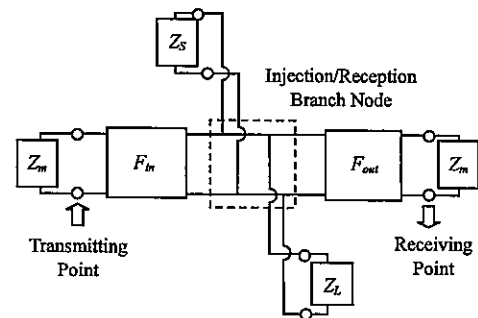 Z_S
Injection/Reception
Branch Node
Z_m
F_in
F_out
Z_m
Transmitting
Point
Receiving
Point
Z_L